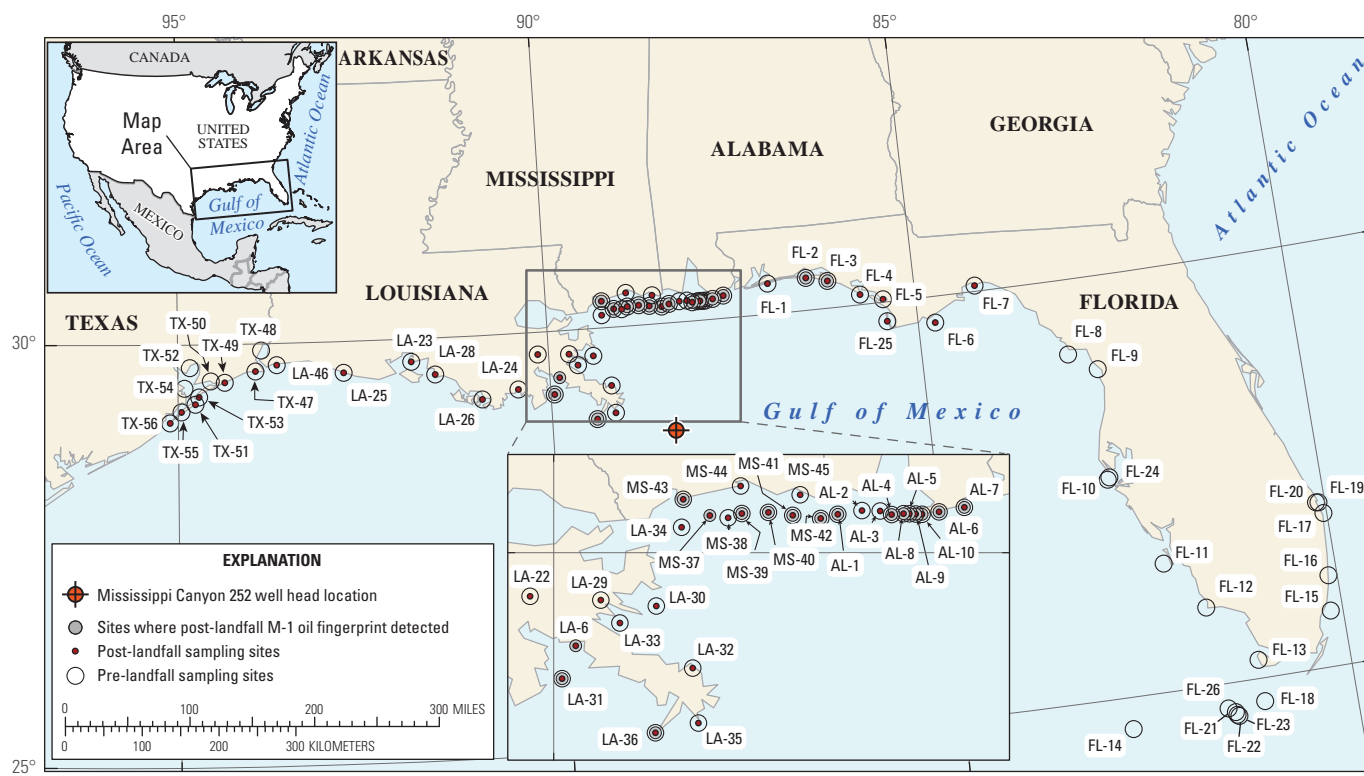 95°
90°
85°
80°
CANADA
UNITED
STATES
Map
Area
Atlantic Ocean
Pacific Ocean
MEXICO
Gulf of
Mexico
ARKANSAS
MISSISSIPPI
ALABAMA
GEORGIA
Atlantic Ocean
LOUISIANA
TEXAS
FLORIDA
30°
25°
TX-50
TX-48
TX-52
TX-49
TX-54
TX-56
TX-55
TX-51
TX-53
TX-47
LA-46
LA-25
LA-23
LA-28
LA-24
LA-26
FL-1
FL-2
FL-3
FL-4
FL-5
FL-25
FL-6
FL-7
FL-8
FL-9
FL-10
FL-24
FL-11
FL-12
FL-13
FL-14
FL-15
FL-16
FL-17
FL-19
FL-20
FL-18
FL-26
FL-21
FL-22
FL-23
Gulf of Mexico
MS-43
MS-44
MS-41
MS-45
AL-2
AL-4
AL-5
AL-7
LA-34
MS-37
MS-38
MS-39
MS-40
MS-42
AL-1
AL-3
AL-8
AL-9
AL-10
AL-6
LA-22
LA-29
LA-30
LA-33
LA-6
LA-32
LA-31
LA-36
LA-35
EXPLANATION
Mississippi Canyon 252 well head location
Sites where post-landfall M-1 oil fingerprint detected
Post-landfall sampling sites
Pre-landfall sampling sites
0 100 200 300 MILES
0 100 200 300 KILOMETERS